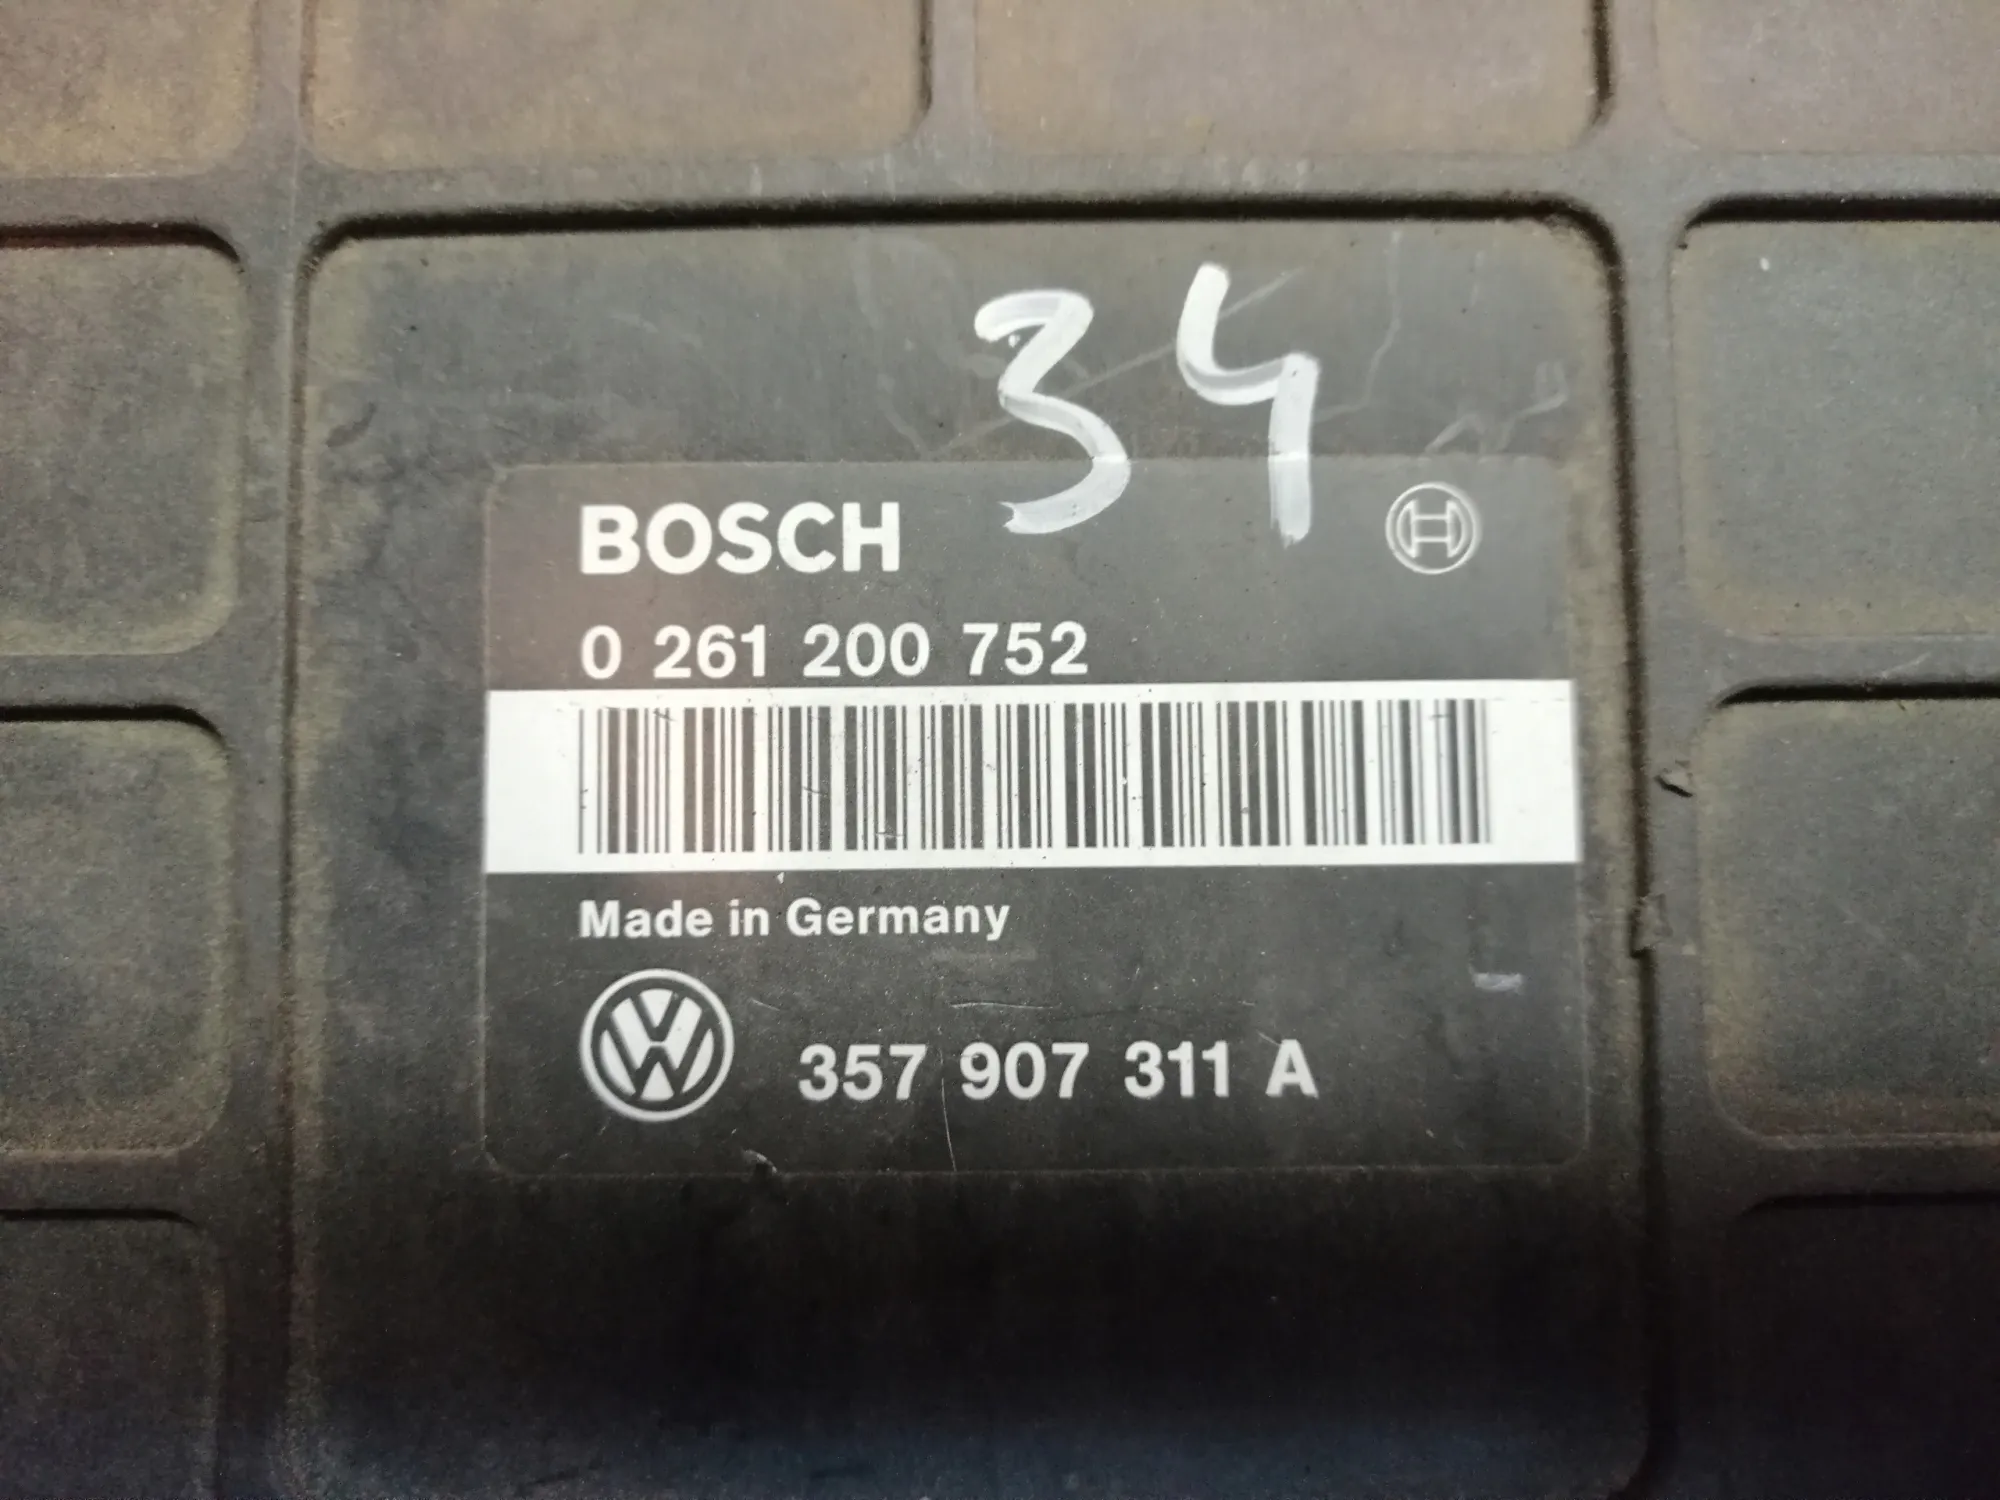 34
BOSCH
0 261 200 752
Made in Germany
357 907 311 A